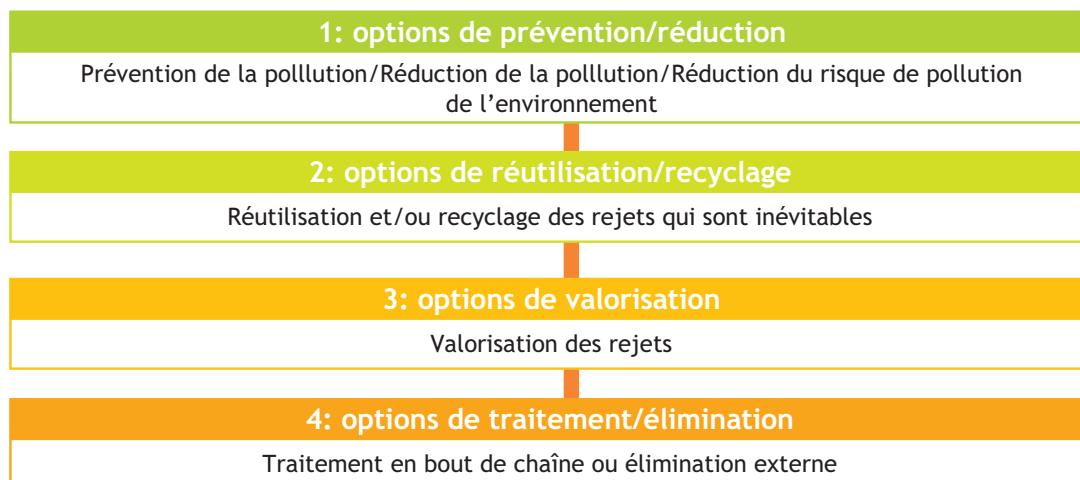 1: options de prévention/réduction
Prévention de la polllution/Réduction de la polllution/Réduction du risque de pollution
de l’environnement
2: options de réutilisation/recyclage
Réutilisation et/ou recyclage des rejets qui sont inévitables
3: options de valorisation
Valorisation des rejets
4: options de traitement/élimination
Traitement en bout de chaîne ou élimination externe